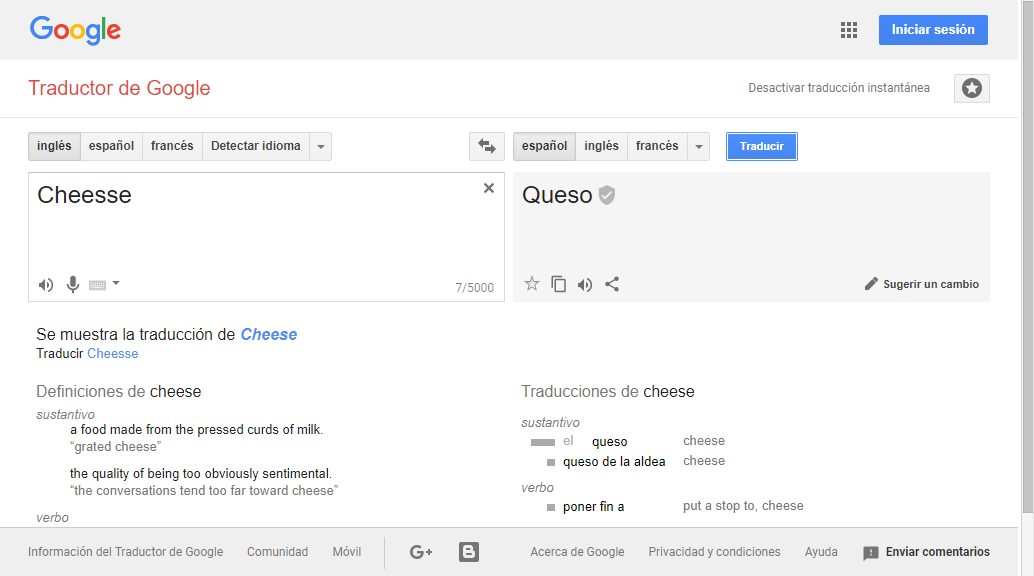 Google
Iniciar sesión
Traductor de Google
Desactivar traducción instantánea
inglés español francés Detectar idioma
español inglés francés Traducir
Cheesse
Queso
7/5000
Sugerir un cambio
Se muestra la traducción de Cheese
Traducir Cheesse
Definiciones de cheese
sustantivo
a food made from the pressed curds of milk.
“grated cheese”
the quality of being too obviously sentimental.
“the conversations tend too far toward cheese”
verbo
Traducciones de cheese
sustantivo
el queso cheese
queso de la aldea cheese
verbo
poner fin a put a stop to, cheese
Información del Traductor de Google Comunidad Móvil G+ B Acerca de Google Privacidad y condiciones Ayuda Enviar comentarios